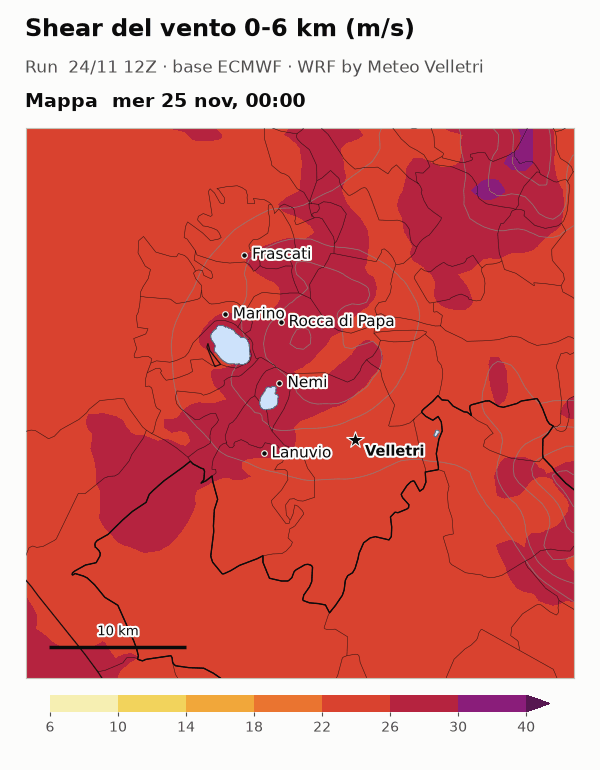 Shear del vento 0-6 km (m/s)
Run  24/11 12Z · base ECMWF · WRF by Meteo Velletri
Mappa  mer 25 nov, 00:00
Frascati
Marino
Rocca di Papa
Nemi
Velletri
Lanuvio
10 km
6 10 14 18 22 26 30 40